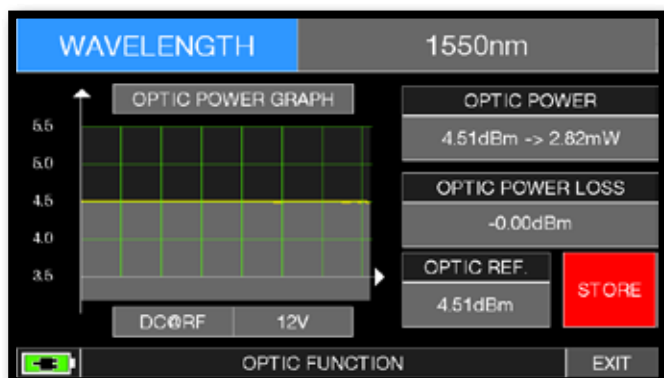 WAVELENGTH 1550nm
OPTIC POWER GRAPH
5.5
5.0
4.5
4.0
3.5
DC@RF 12V
OPTIC POWER
4.51dBm -> 2.82mW
OPTIC POWER LOSS
-0.00dBm
OPTIC REF.
4.51dBm
STORE
OPTIC FUNCTION EXIT